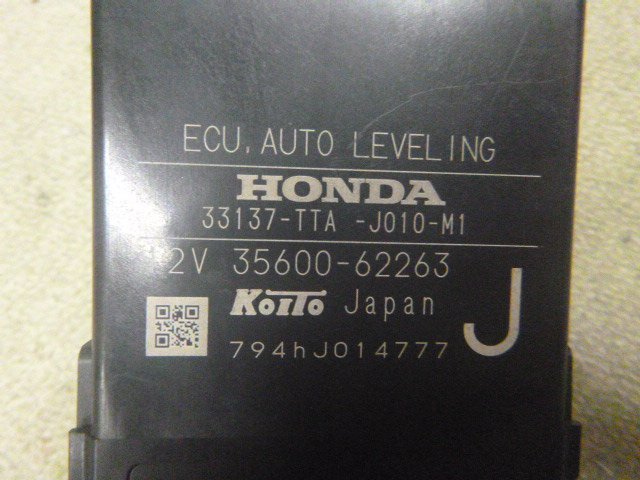 ECU, AUTO LEVELING
HONDA
33137-TTA -J010-M1
12V 35600-62263
KOITO Japan
J
794hJ014777